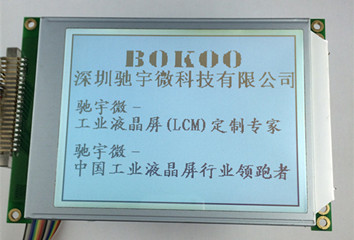 BOKOO
深圳驰宇微科技有限公司
驰宇微－
工业液晶屏(LCM)定制专家
驰宇微－
中国工业液晶屏行业领跑者